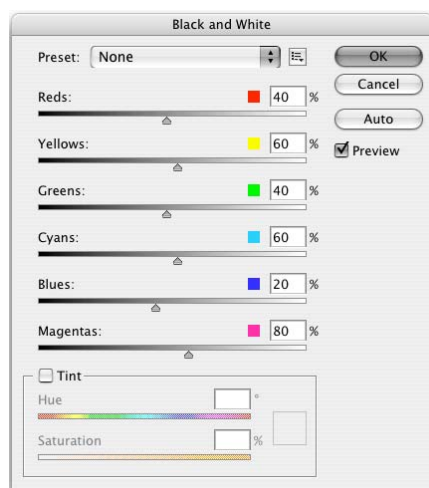 Black and White
Preset: None
OK
Cancel
Auto
Preview
Reds: 40 %
Yellows: 60 %
Greens: 40 %
Cyans: 60 %
Blues: 20 %
Magentas: 80 %
Tint
Hue °
Saturation %